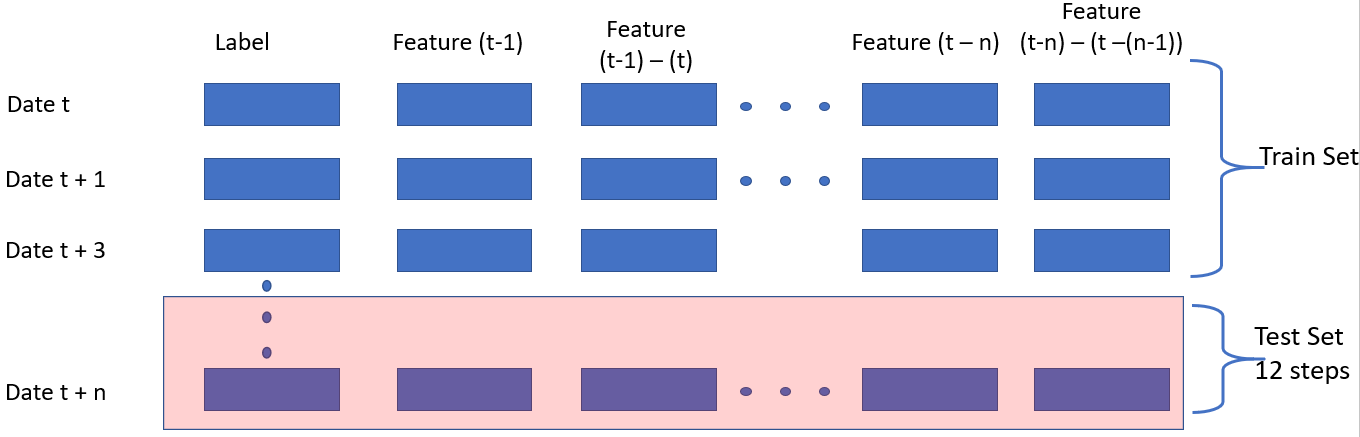 Label
Feature (t-1)
Feature
(t-1) – (t)
Feature (t – n)
Feature
(t-n) – (t –(n-1))
Date t
Date t + 1
Date t + 3
Date t + n
Train Set
Test Set
12 steps